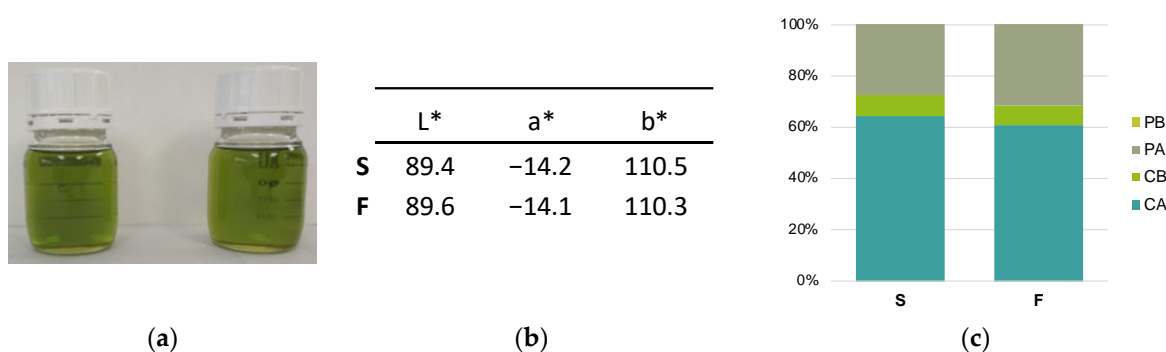 L* a* b*
S 89.4 −14.2 110.5
F 89.6 −14.1 110.3
100%
80%
60%
40%
20%
0%
S F
PB
PA
CB
CA
(a) (b) (c)